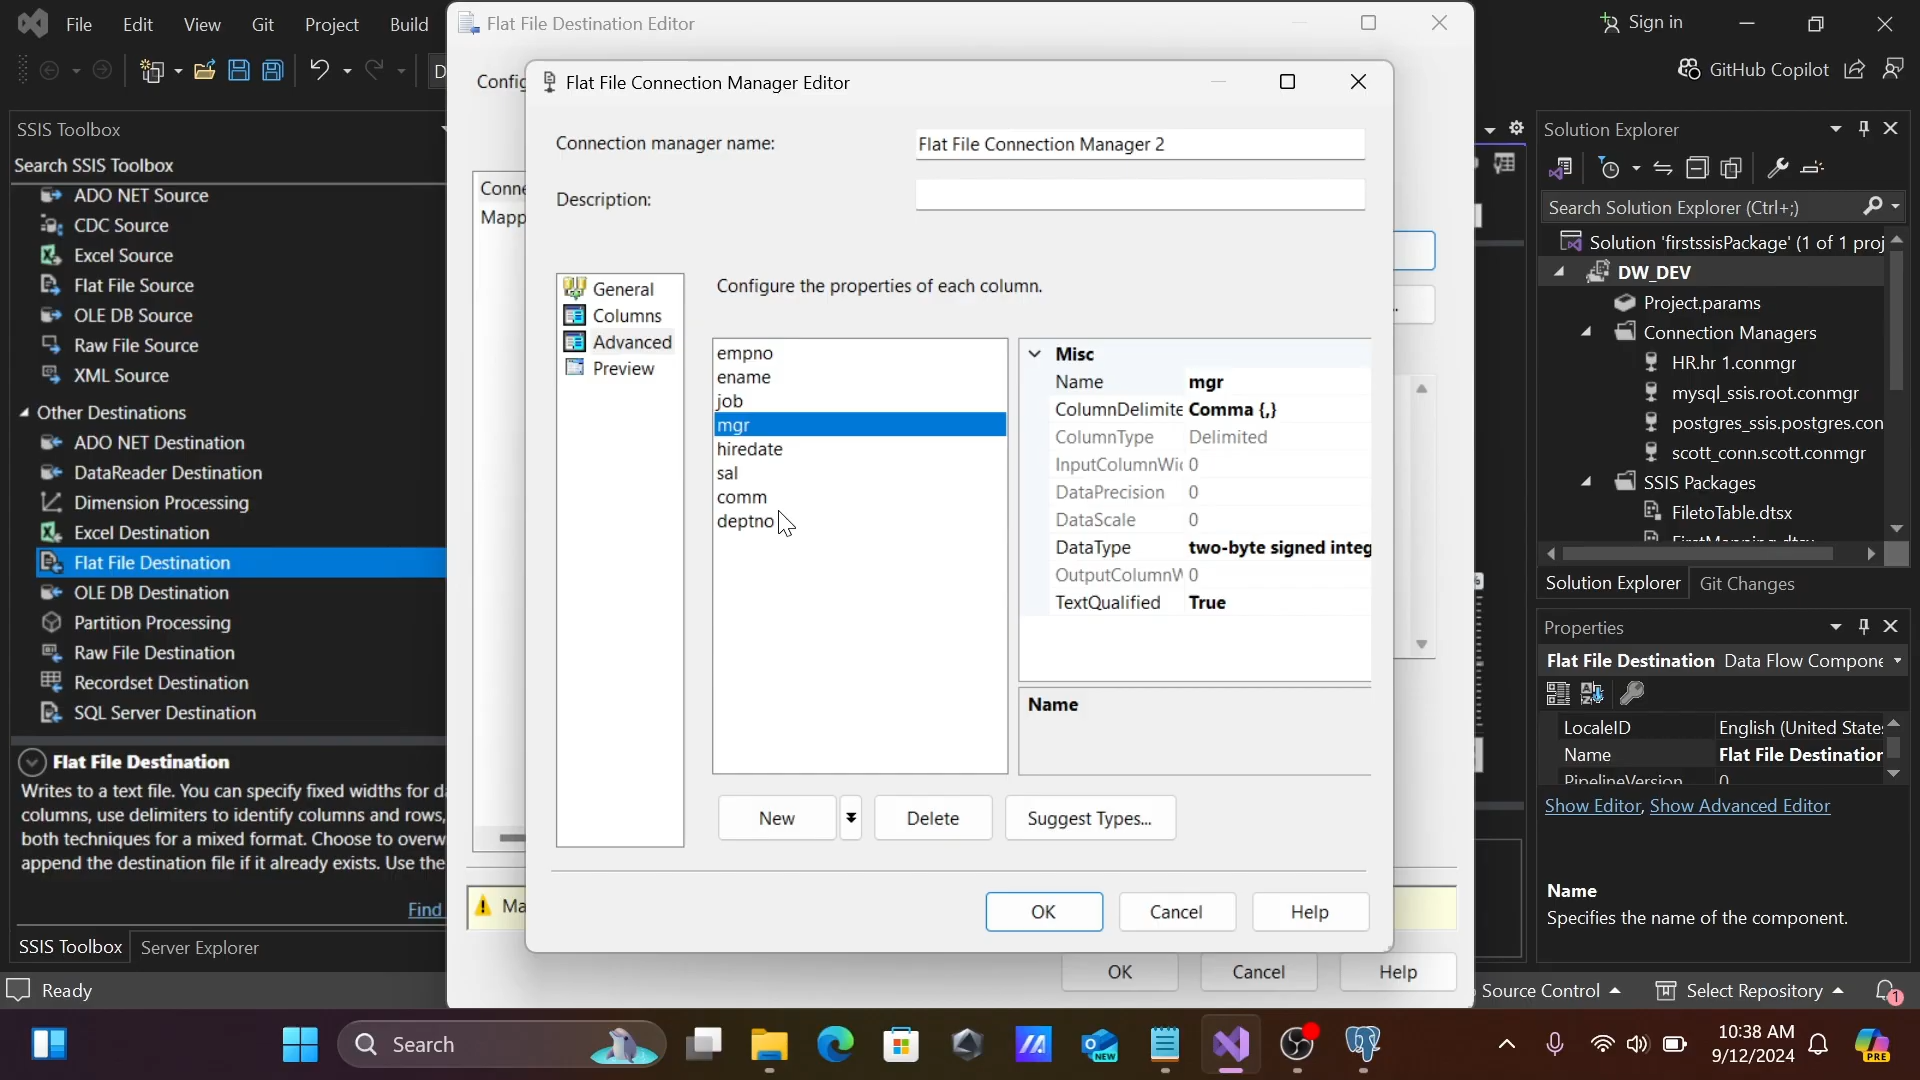 File Edit View Git Project Build
Flat File Destination Editor
Sign in
GitHub Copilot
SSIS Toolbox
Search SSIS Toolbox
ADO NET Source
CDC Source
Excel Source
Flat File Source
OLE DB Source
Raw File Source
XML Source
Other Destinations
ADO NET Destination
DataReader Destination
Dimension Processing
Excel Destination
Flat File Destination
OLE DB Destination
Partition Processing
Raw File Destination
Recordset Destination
SQL Server Destination
Flat File Destination
Writes to a text file. You can specify fixed widths for d
columns, use delimiters to identify columns and rows,
both techniques for a mixed format. Choose to overw
append the destination file if it already exists. Use the
Find
SSIS Toolbox Server Explorer
Ready
Config
Conne
Mapp
Ma
Flat File Connection Manager Editor
Connection manager name: Flat File Connection Manager 2
Description:
General
Columns
Advanced
Preview
Configure the properties of each column.
empno
ename
job
mgr
hiredate
sal
comm
deptno
Misc
Name mgr
ColumnDelimite Comma {,}
ColumnType Delimited
InputColumnWi 0
DataPrecision 0
DataScale 0
DataType two-byte signed integ
OutputColumnW 0
TextQualified True
Name
New Delete Suggest Types...
OK Cancel Help
OK Cancel Help
Solution Explorer
Search Solution Explorer (Ctrl+;)
Solution 'firstssisPackage' (1 of 1 proj
DW_DEV
Project.params
Connection Managers
HR.hr 1.conmgr
mysql_ssis.root.conmgr
postgres_ssis.postgres.con
scott_conn.scott.conmgr
SSIS Packages
FiletoTable.dtsx
FirstMapping.dtsx
Solution Explorer Git Changes
Properties
Flat File Destination Data Flow Compone
LocaleID English (United State
Name Flat File Destination
PipelineVersion 0
Show Editor, Show Advanced Editor
Name
Specifies the name of the component.
Source Control Select Repository 1
Search
NEW
10:38 AM
9/12/2024
PRE